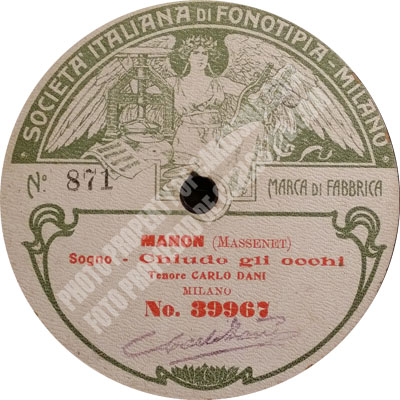 SOCIETÀ ITALIANA DI FONOTIPIA - MILANO
No. 871
MARCA DI FABBRICA
MANON (MASSENET)
Sogno - Chiudo gli occhi
Tenore CARLO DANI
MILANO
No. 39967